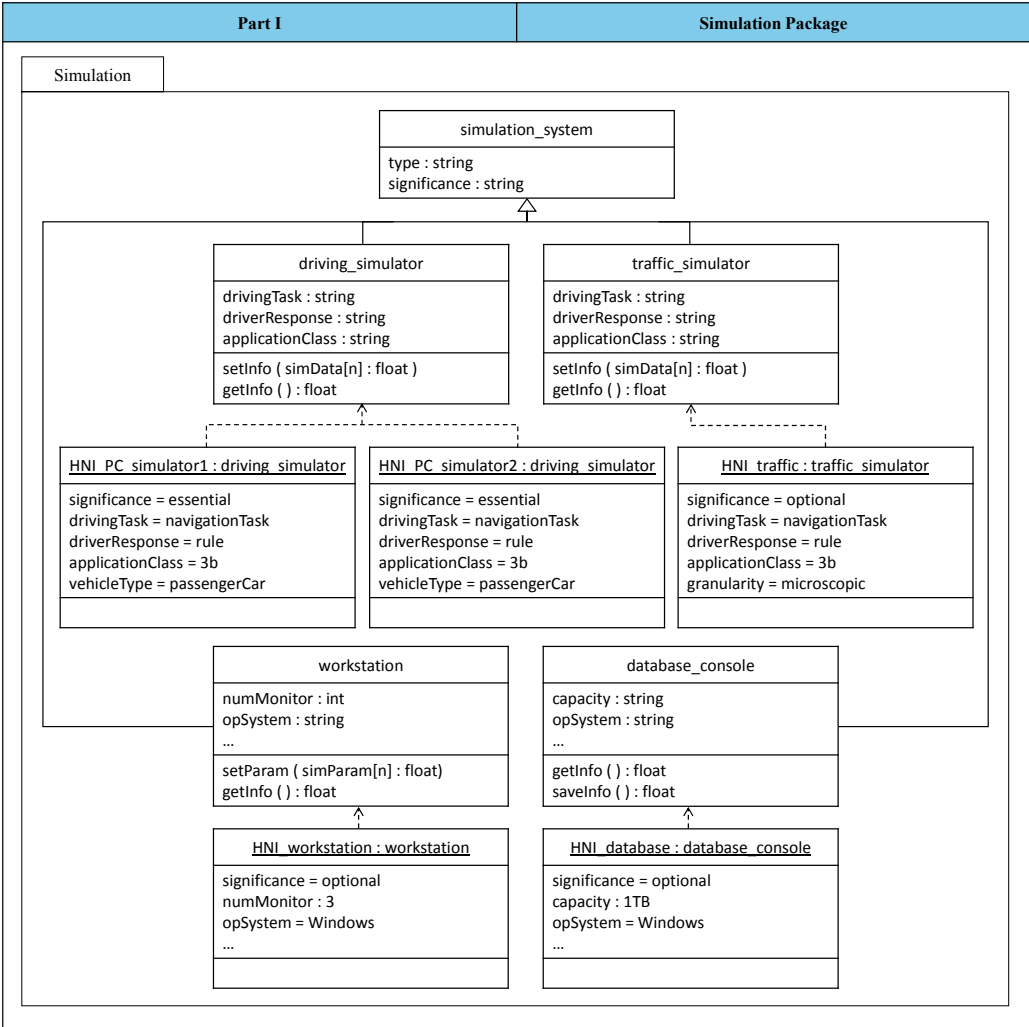 Part I
Simulation Package
Simulation
simulation_system
type : string
significance : string
driving_simulator
drivingTask : string
driverResponse : string
applicationClass : string
setInfo ( simData[n] : float )
getInfo ( ) : float
traffic_simulator
drivingTask : string
driverResponse : string
applicationClass : string
setInfo ( simData[n] : float )
getInfo ( ) : float
HNI_PC_simulator1 : driving_simulator
significance = essential
drivingTask = navigationTask
driverResponse = rule
applicationClass = 3b
vehicleType = passengerCar
HNI_PC_simulator2 : driving_simulator
significance = essential
drivingTask = navigationTask
driverResponse = rule
applicationClass = 3b
vehicleType = passengerCar
HNI_traffic : traffic_simulator
significance = optional
drivingTask = navigationTask
driverResponse = rule
applicationClass = 3b
granularity = microscopic
workstation
numMonitor : int
opSystem : string
...
setParam ( simParam[n] : float)
getInfo ( ) : float
database_console
capacity : string
opSystem : string
...
getInfo ( ) : float
saveInfo ( ) : float
HNI_workstation : workstation
significance = optional
numMonitor : 3
opSystem = Windows
...
HNI_database : database_console
significance = optional
capacity : 1TB
opSystem = Windows
...